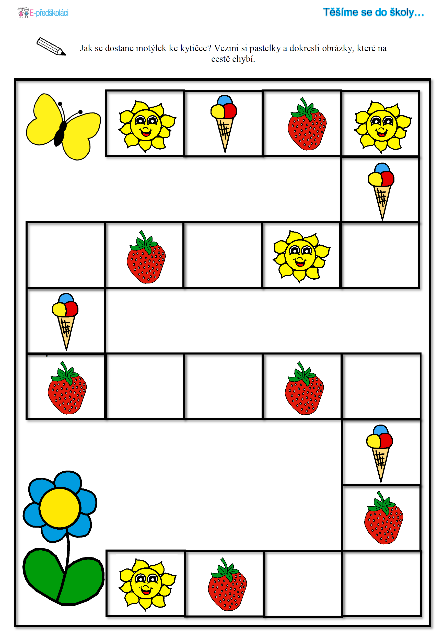 E-předškoláci
Těšíme se do školy…
Jak se dostane motýlek ke kytičce? Vezmi si pastelky a dokresli obrázky, které na
cestě chybí.